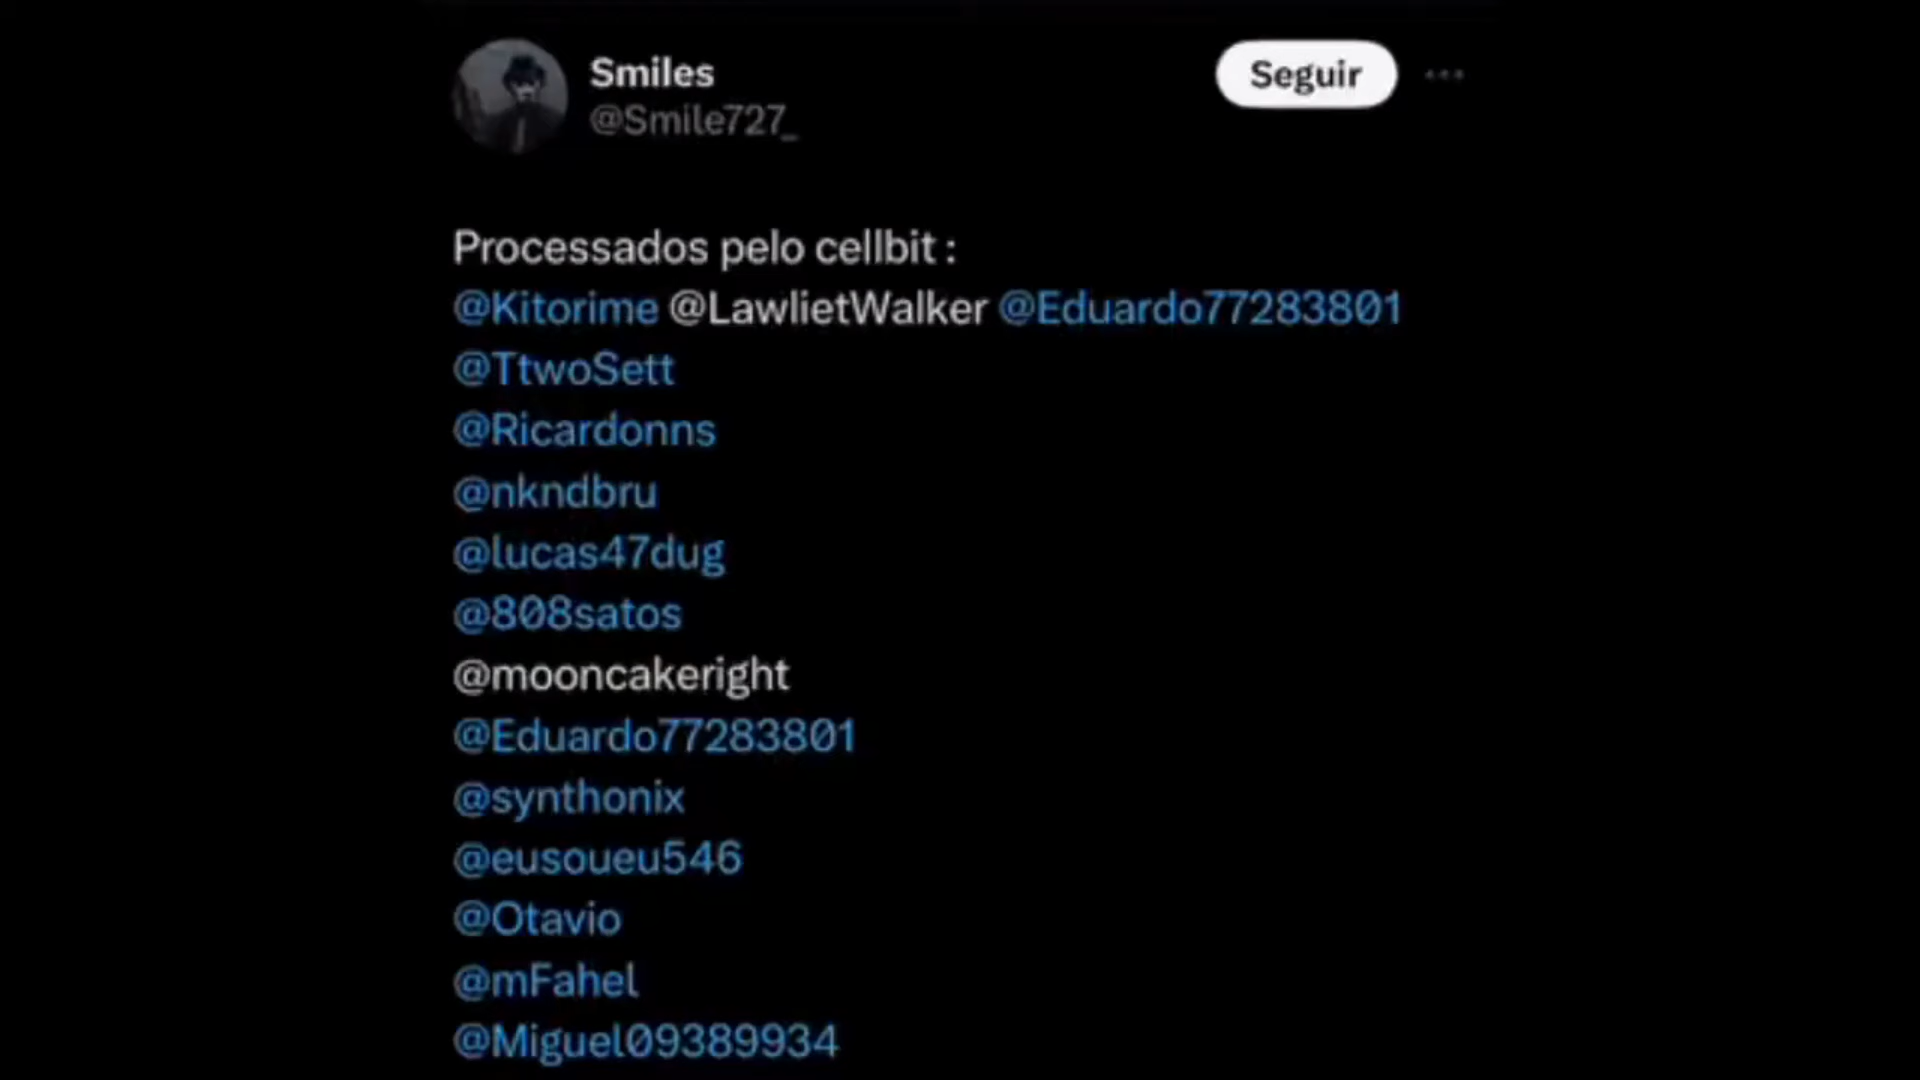 Smiles
@Smile727_
Seguir
Processados pelo cellbit :
@Kitorime @LawlietWalker @Eduardo77283801
@TtwoSett
@Ricardonns
@nkndbru
@lucas47dug
@808satos
@mooncakeright
@Eduardo77283801
@synthonix
@eusoueu546
@Otavio
@mFahel
@Miguel09389934